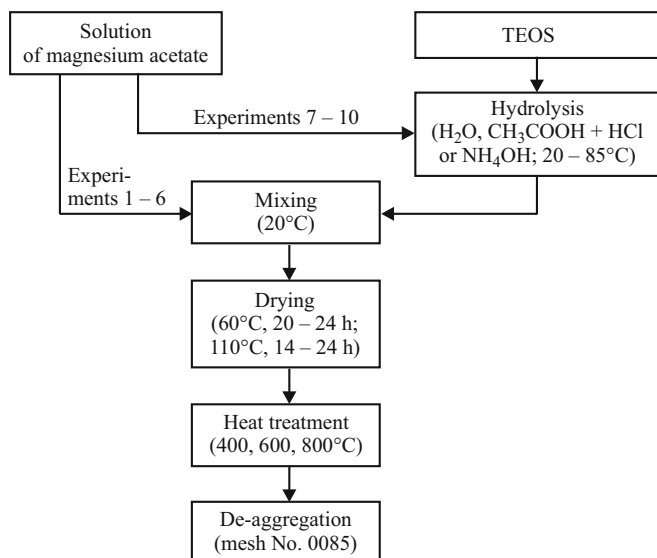 Solution
of magnesium acetate
TEOS
Experiments 7 – 10
Hydrolysis
(H₂O, CH₃COOH + HCl
or NH₄OH; 20 – 85°C)
Experi-
ments 1 – 6
Mixing
(20°C)
Drying
(60°C, 20 – 24 h;
110°C, 14 – 24 h)
Heat treatment
(400, 600, 800°C)
De-aggregation
(mesh No. 0085)